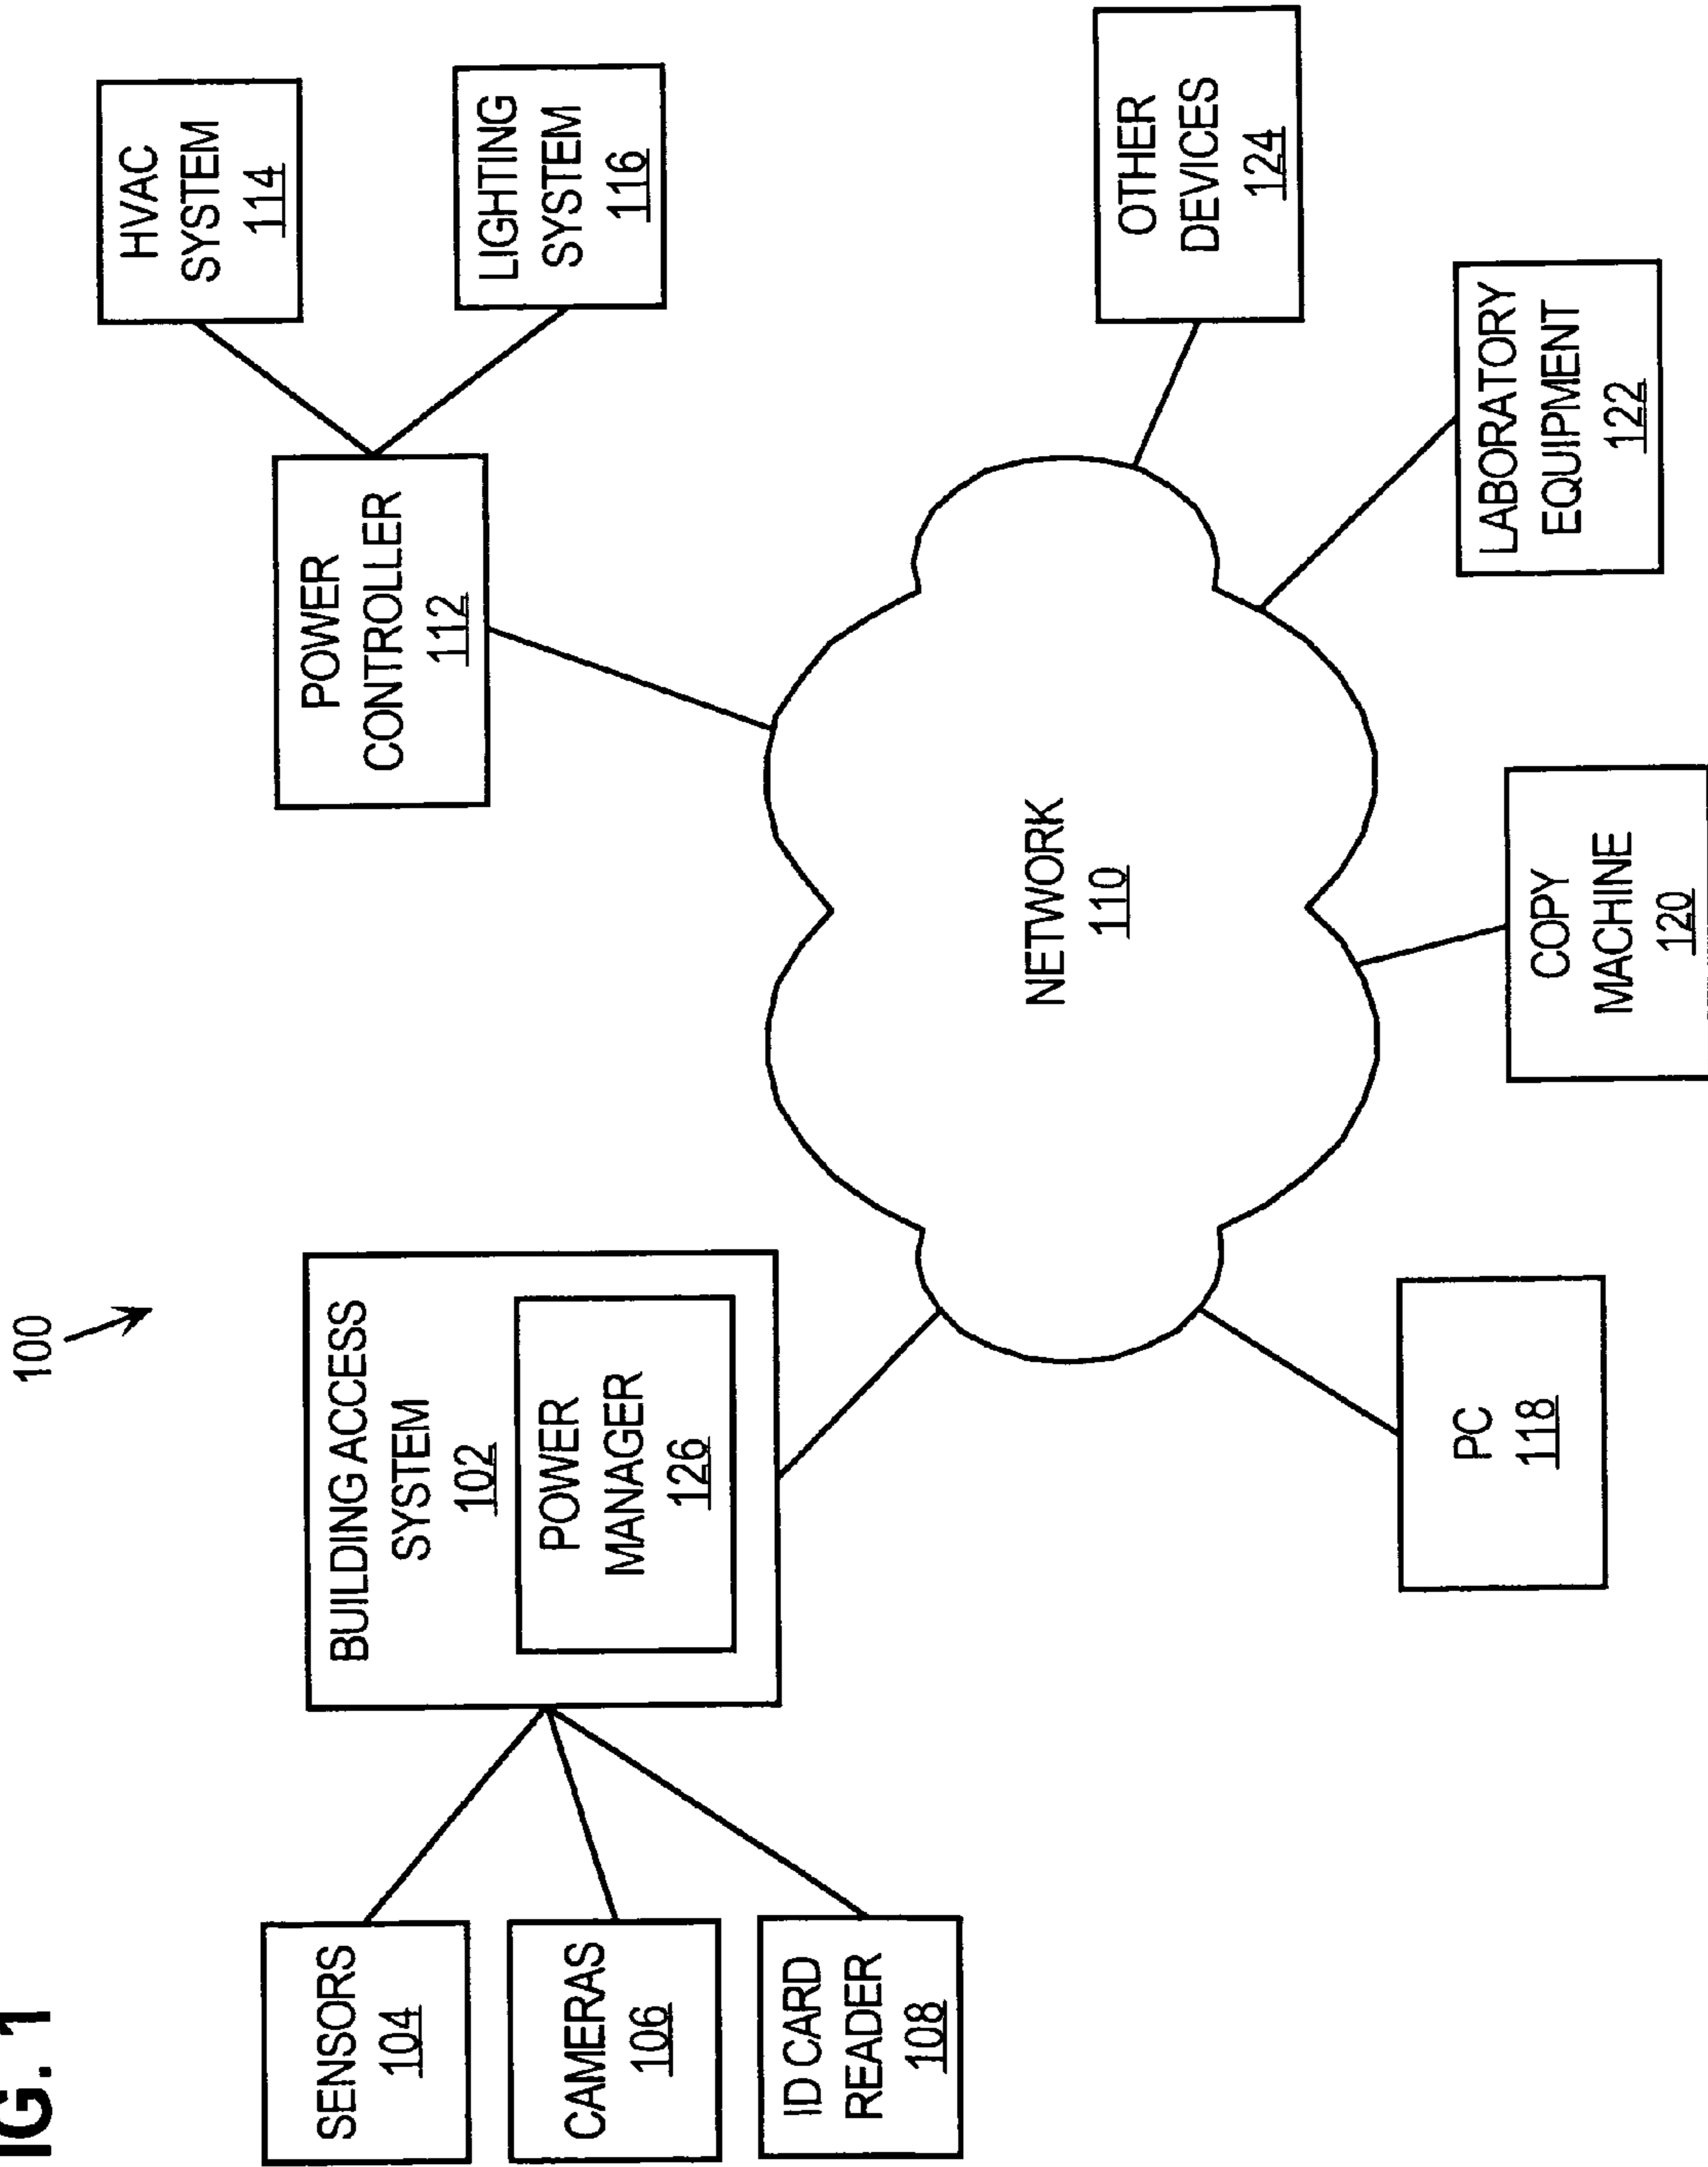 IG. 1
100
SENSORS
104
CAMERAS
106
ID CARD
READER
108
BUILDING ACCESS
SYSTEM
102
POWER
MANAGER
126
POWER
CONTROLLER
112
HVAC
SYSTEM
114
LIGHTING
SYSTEM
116
NETWORK
110
PC
118
COPY
MACHINE
120
LABORATORY
EQUIPMENT
122
OTHER
DEVICES
124